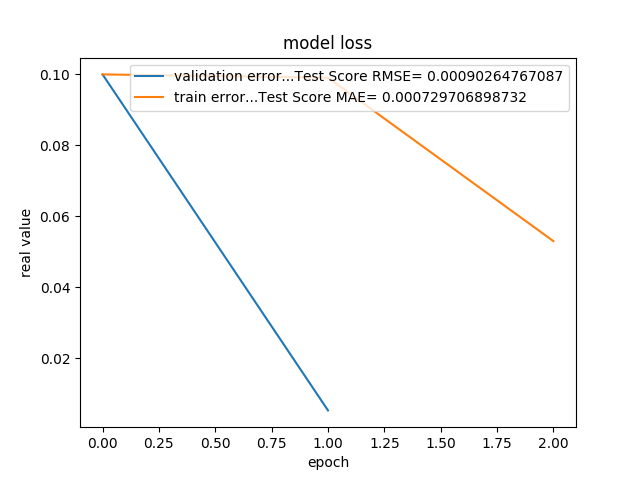 model loss
validation error...Test Score RMSE= 0.00090264767087
train error...Test Score MAE= 0.000729706898732
0.10
0.08
0.06
0.04
0.02
real value
0.00 0.25 0.50 0.75 1.00 1.25 1.50 1.75 2.00
epoch